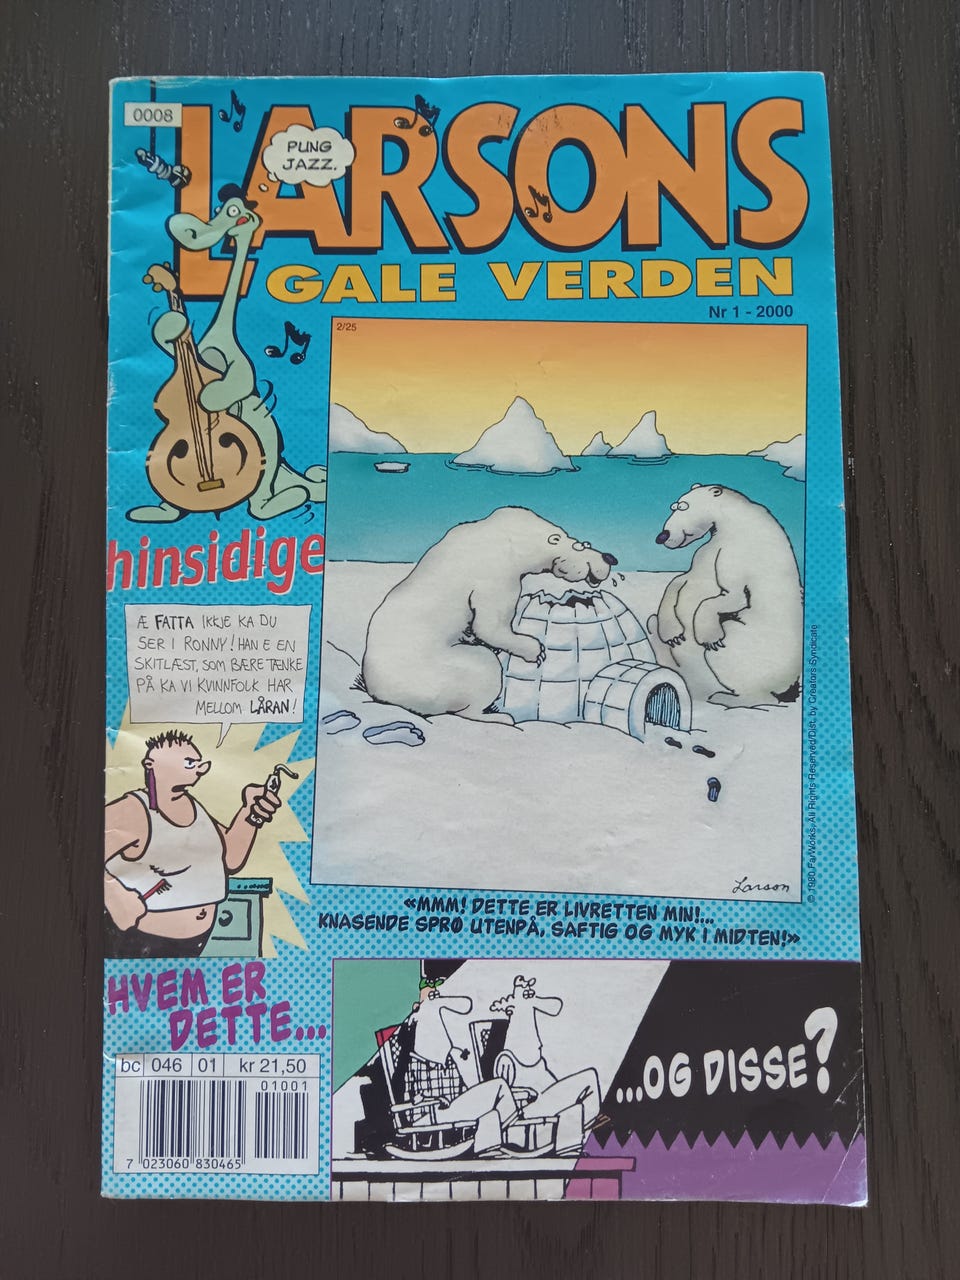 0008
LARSONS
PLING
JAZZ.
GALE VERDEN
Nr 1 - 2000
2/25
hinsidige
Æ FATTA IKKJE KA DU
SER I RONNY! HAN E EN
SKITLÆST, SOM BÆRE TÆNKE
PÅ KA VI KVINNFOLK HAR
MELLOM LÅRAN!
© 1980 FarWorks. All Rights Reserved/Dist. by Creators Syndicate
Larson
«MMM! DETTE ER LIVRETTEN MIN!...
KNASENDE SPRØ UTENPÅ, SAFTIG OG MYK I MIDTEN!»
HVEM ER
DETTE...
...OG DISSE?
bc 046 01 kr 21,50
01001
7 023060 830465